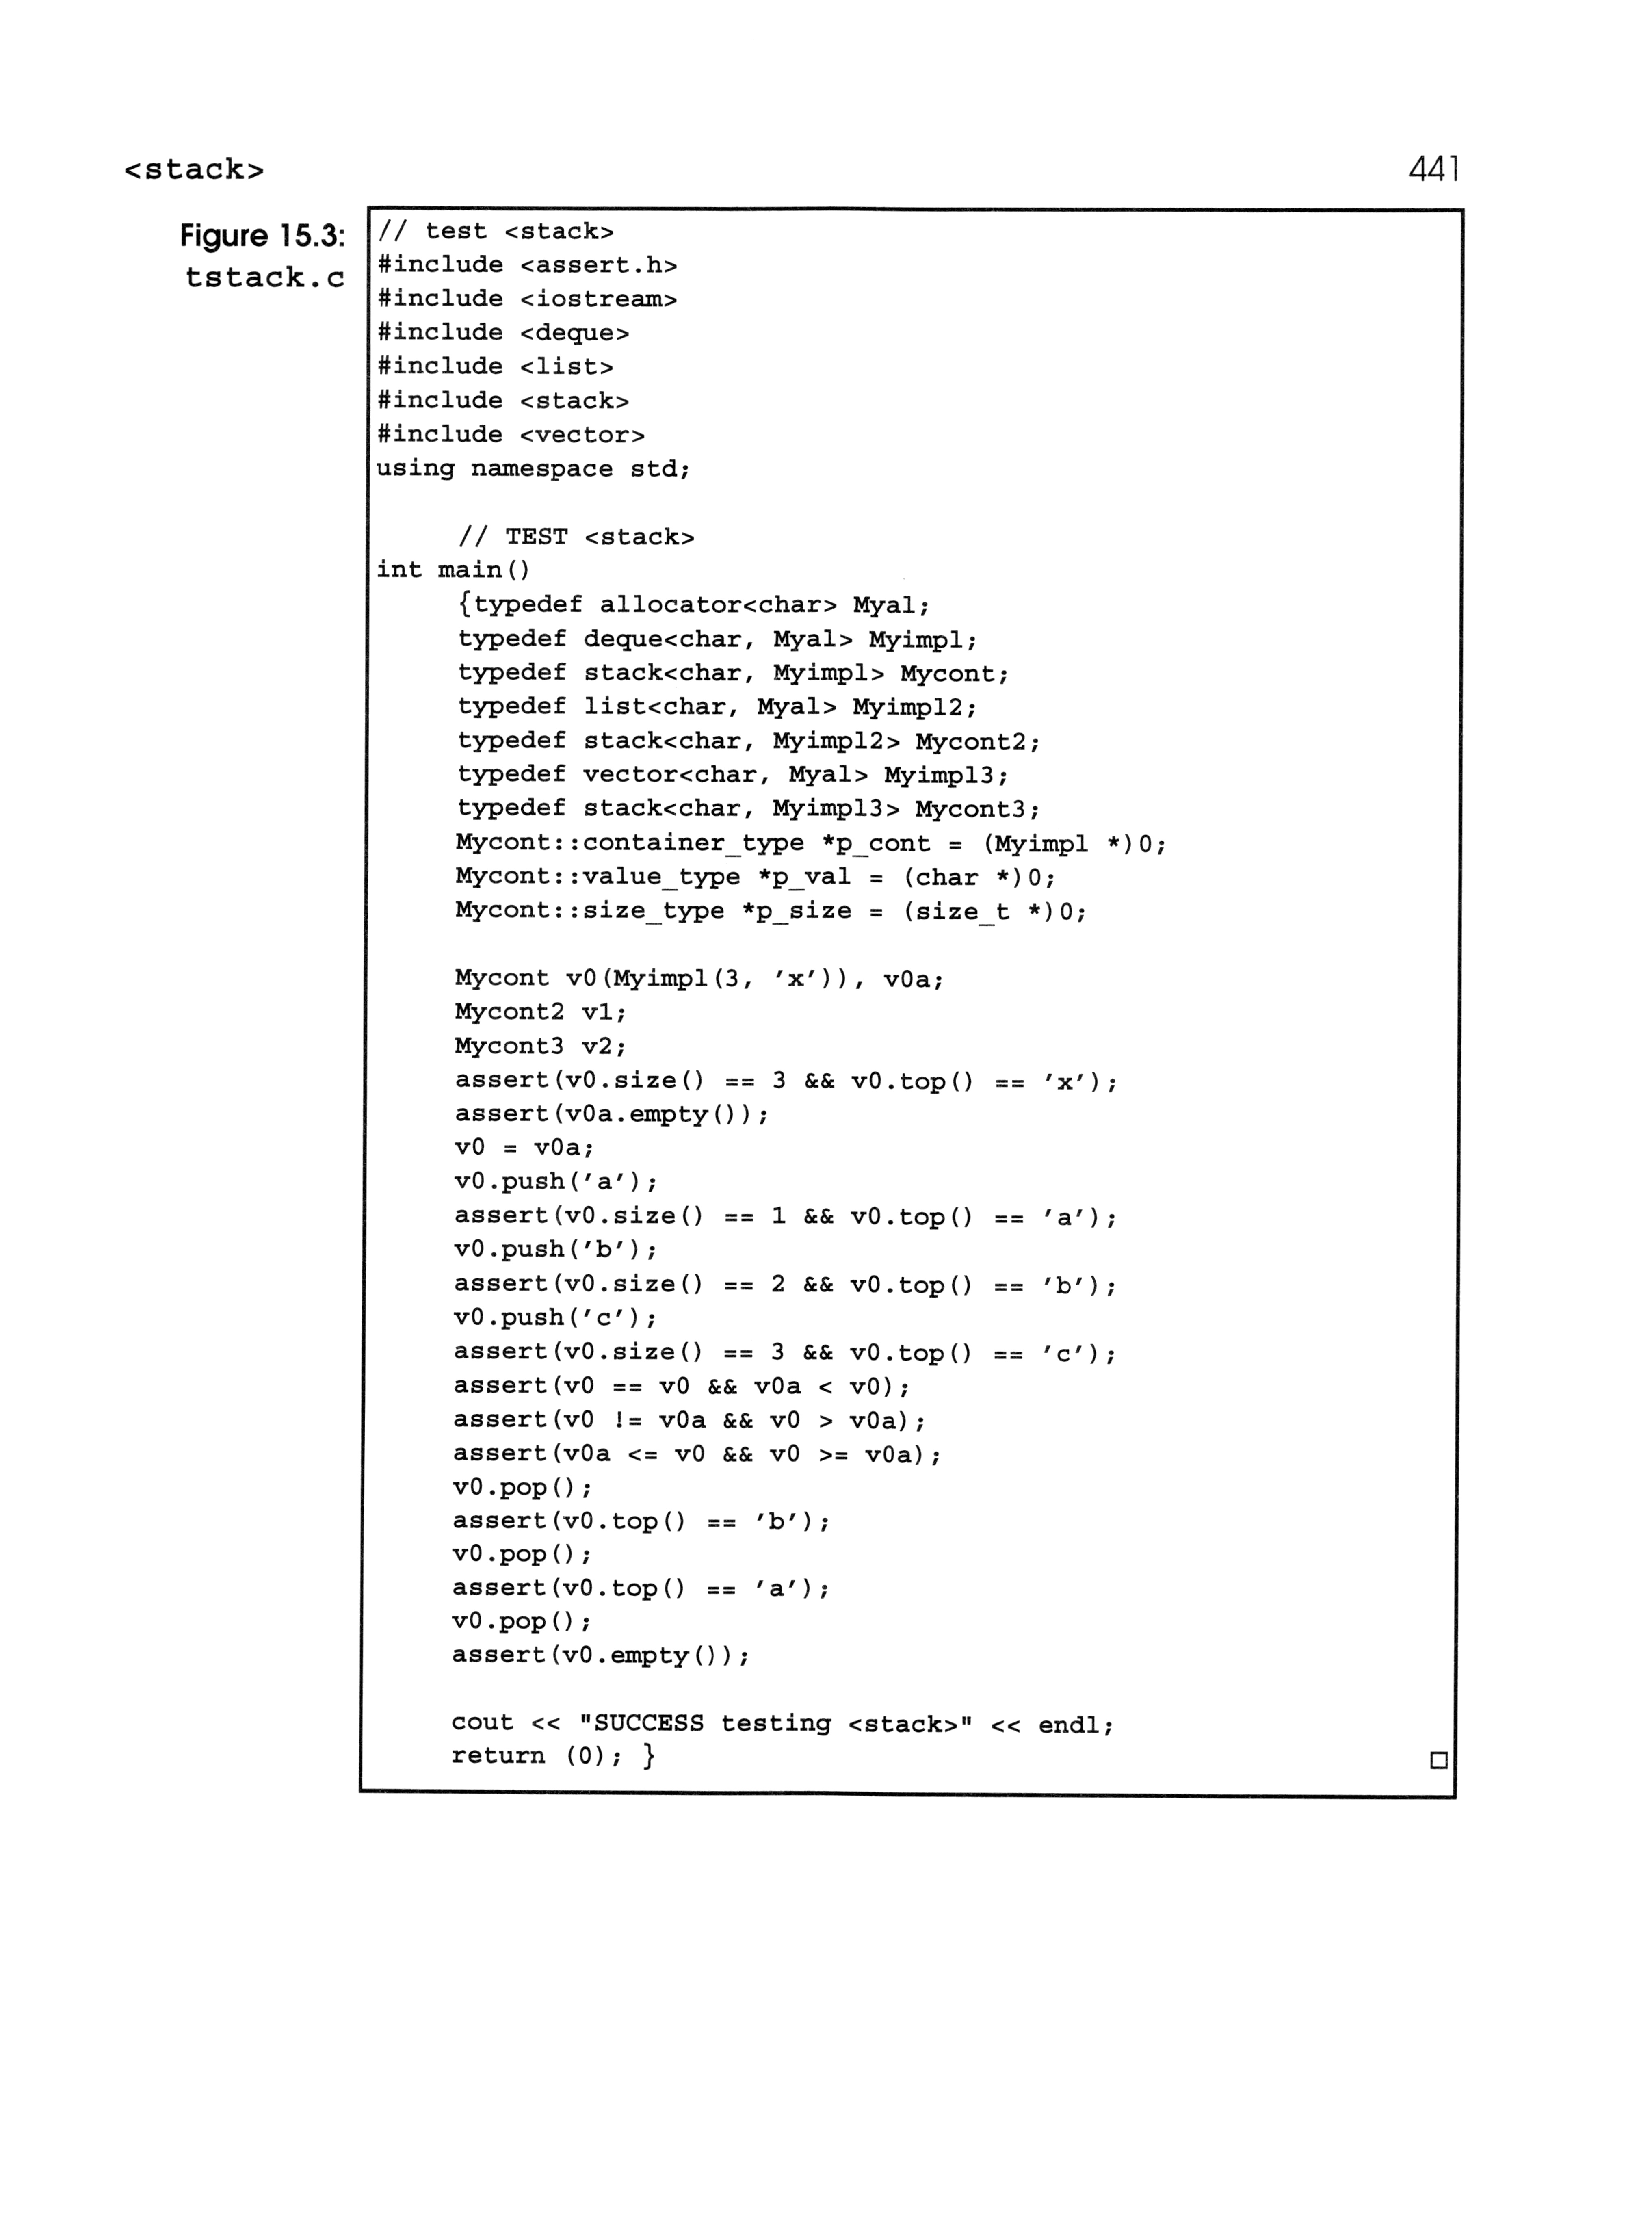 <stack>
441
Figure 15.3:
tstack.c
// test <stack>
#include <assert.h>
#include <iostream>
#include <deque>
#include <list>
#include <stack>
#include <vector>
using namespace std;
// TEST <stack>
int main()
{typedef allocator<char> Myal;
typedef deque<char, Myal> Myimpl;
typedef stack<char, Myimpl> Mycont;
typedef list<char, Myal> Myimpl2;
typedef stack<char, Myimpl2> Mycont2;
typedef vector<char, Myal> Myimpl3;
typedef stack<char, Myimpl3> Mycont3;
Mycont::container_type *p_cont = (Myimpl *)0;
Mycont::value_type *p_val = (char *)0;
Mycont::size_type *p_size = (size_t *)0;
Mycont v0(Myimpl(3, 'x')), v0a;
Mycont2 v1;
Mycont3 v2;
assert(v0.size() == 3 && v0.top() == 'x');
assert(v0a.empty());
v0 = v0a;
v0.push('a');
assert(v0.size() == 1 && v0.top() == 'a');
v0.push('b');
assert(v0.size() == 2 && v0.top() == 'b');
v0.push('c');
assert(v0.size() == 3 && v0.top() == 'c');
assert(v0 == v0 && v0a < v0);
assert(v0 != v0a && v0 > v0a);
assert(v0a <= v0 && v0 >= v0a);
v0.pop();
assert(v0.top() == 'b');
v0.pop();
assert(v0.top() == 'a');
v0.pop();
assert(v0.empty());
cout << "SUCCESS testing <stack>" << endl;
return (0); }